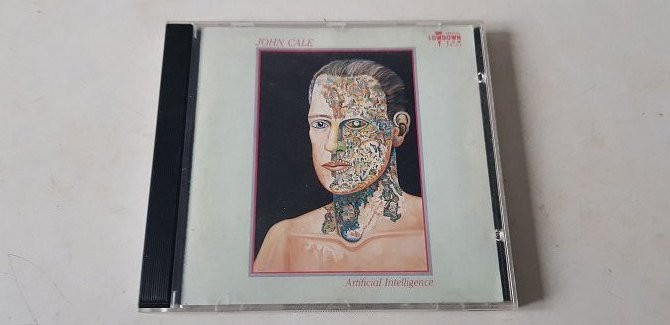 JOHN CALE
LOWDOWN
Artificial Intelligence